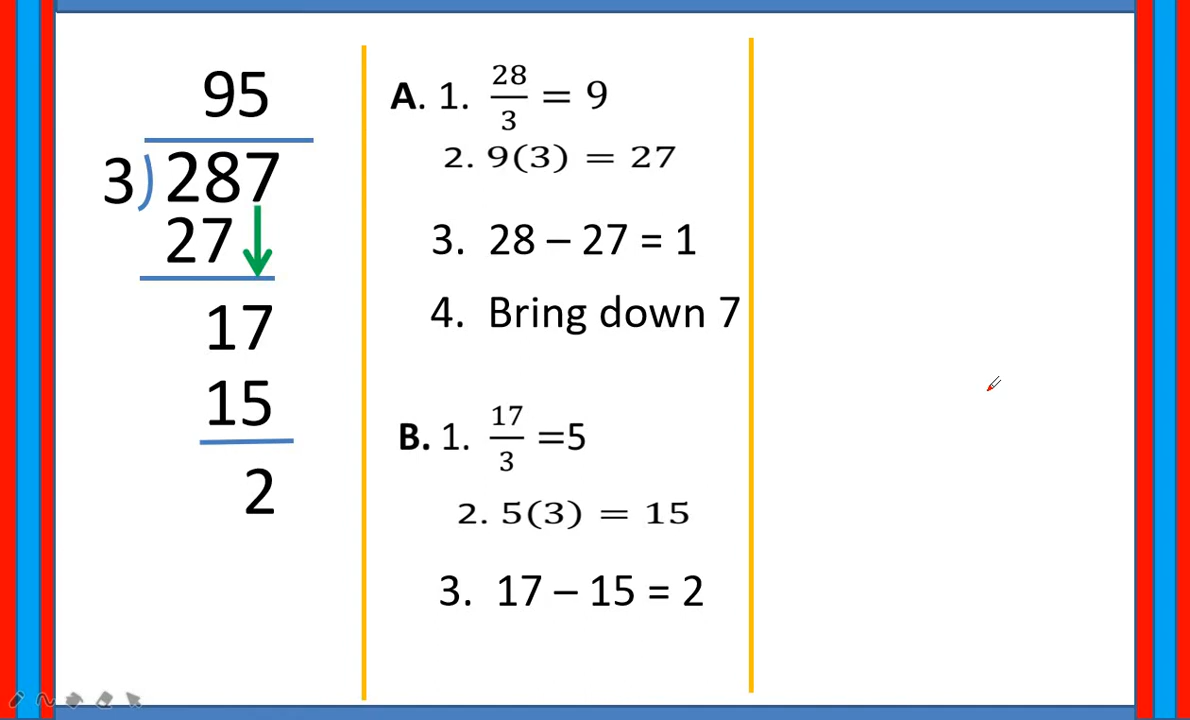 95
3)287
27
17
15
2
A. 1. 28/3 = 9
2. 9(3) = 27
3. 28 – 27 = 1
4. Bring down 7
B. 1. 17/3 =5
2. 5(3) = 15
3. 17 – 15 = 2